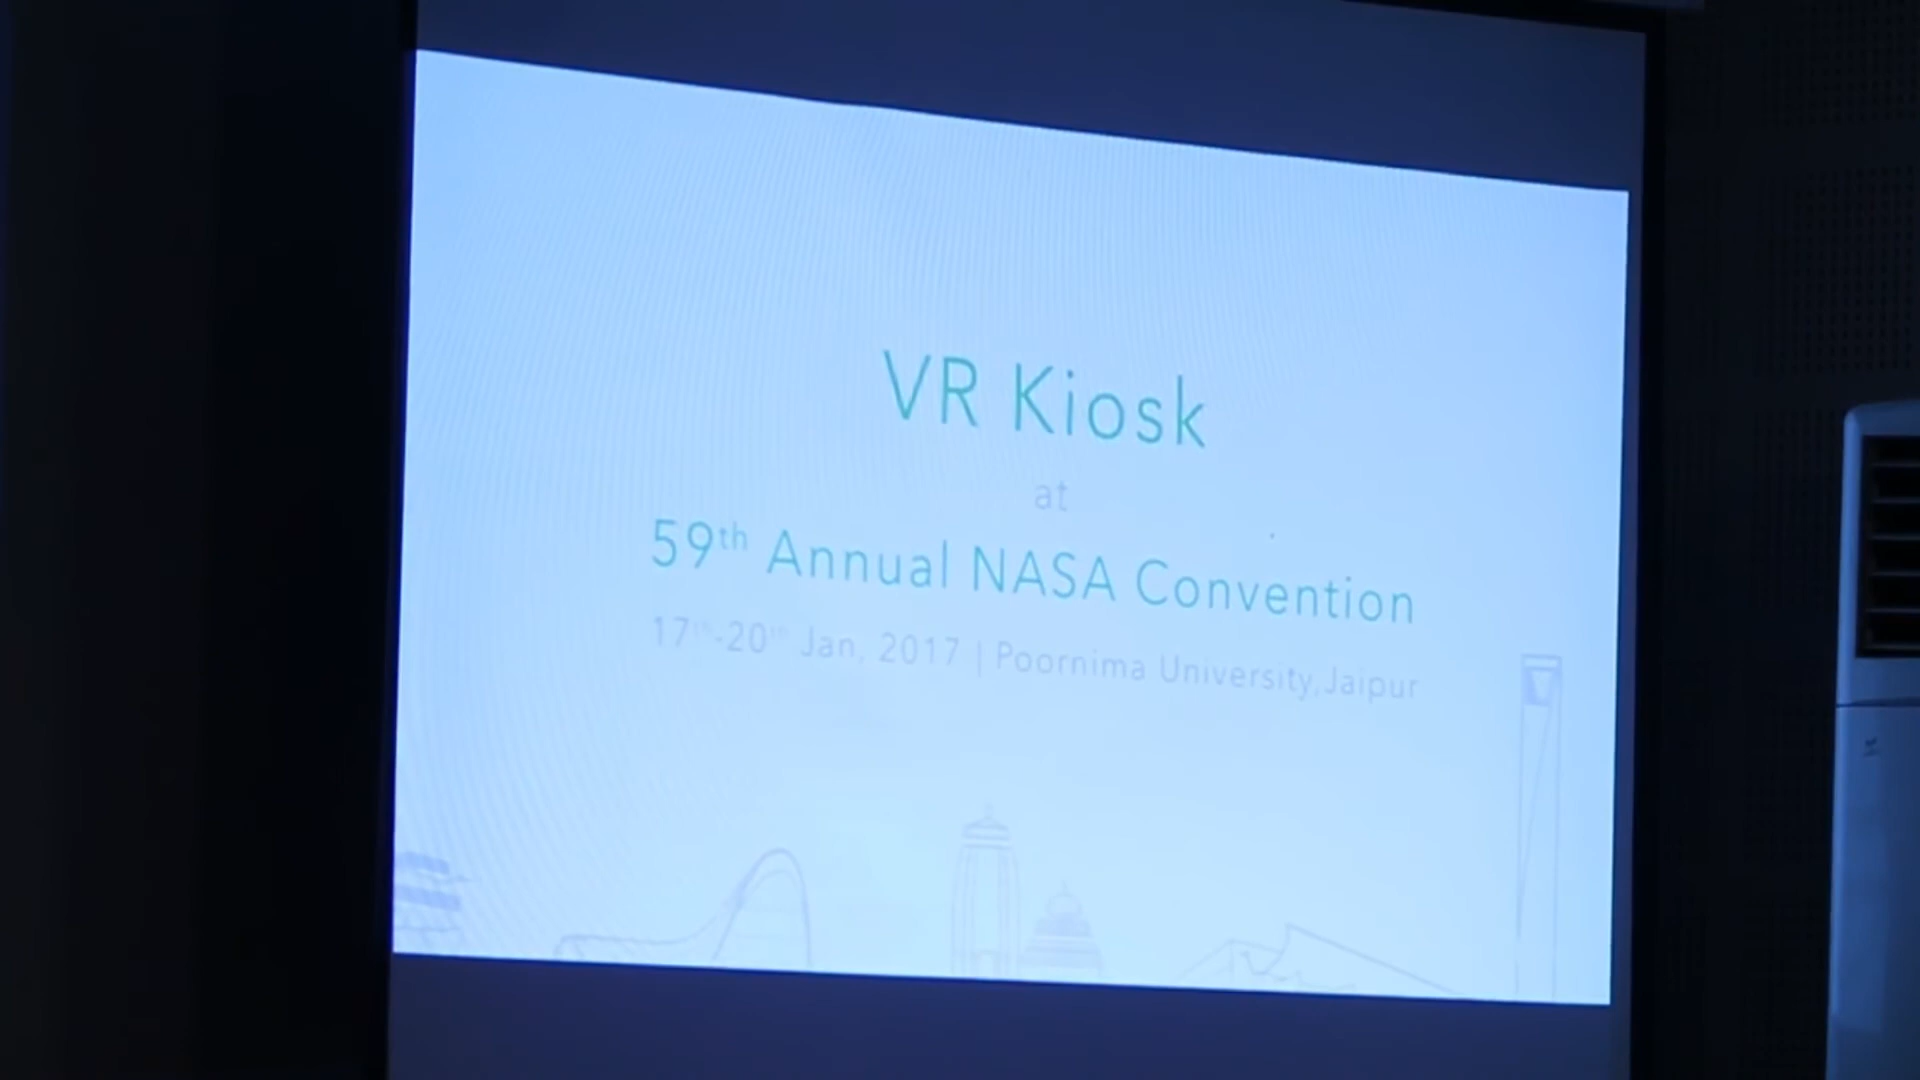 VR Kiosk
at
59th Annual NASA Convention
17th-20th Jan, 2017 | Poornima University, Jaipur